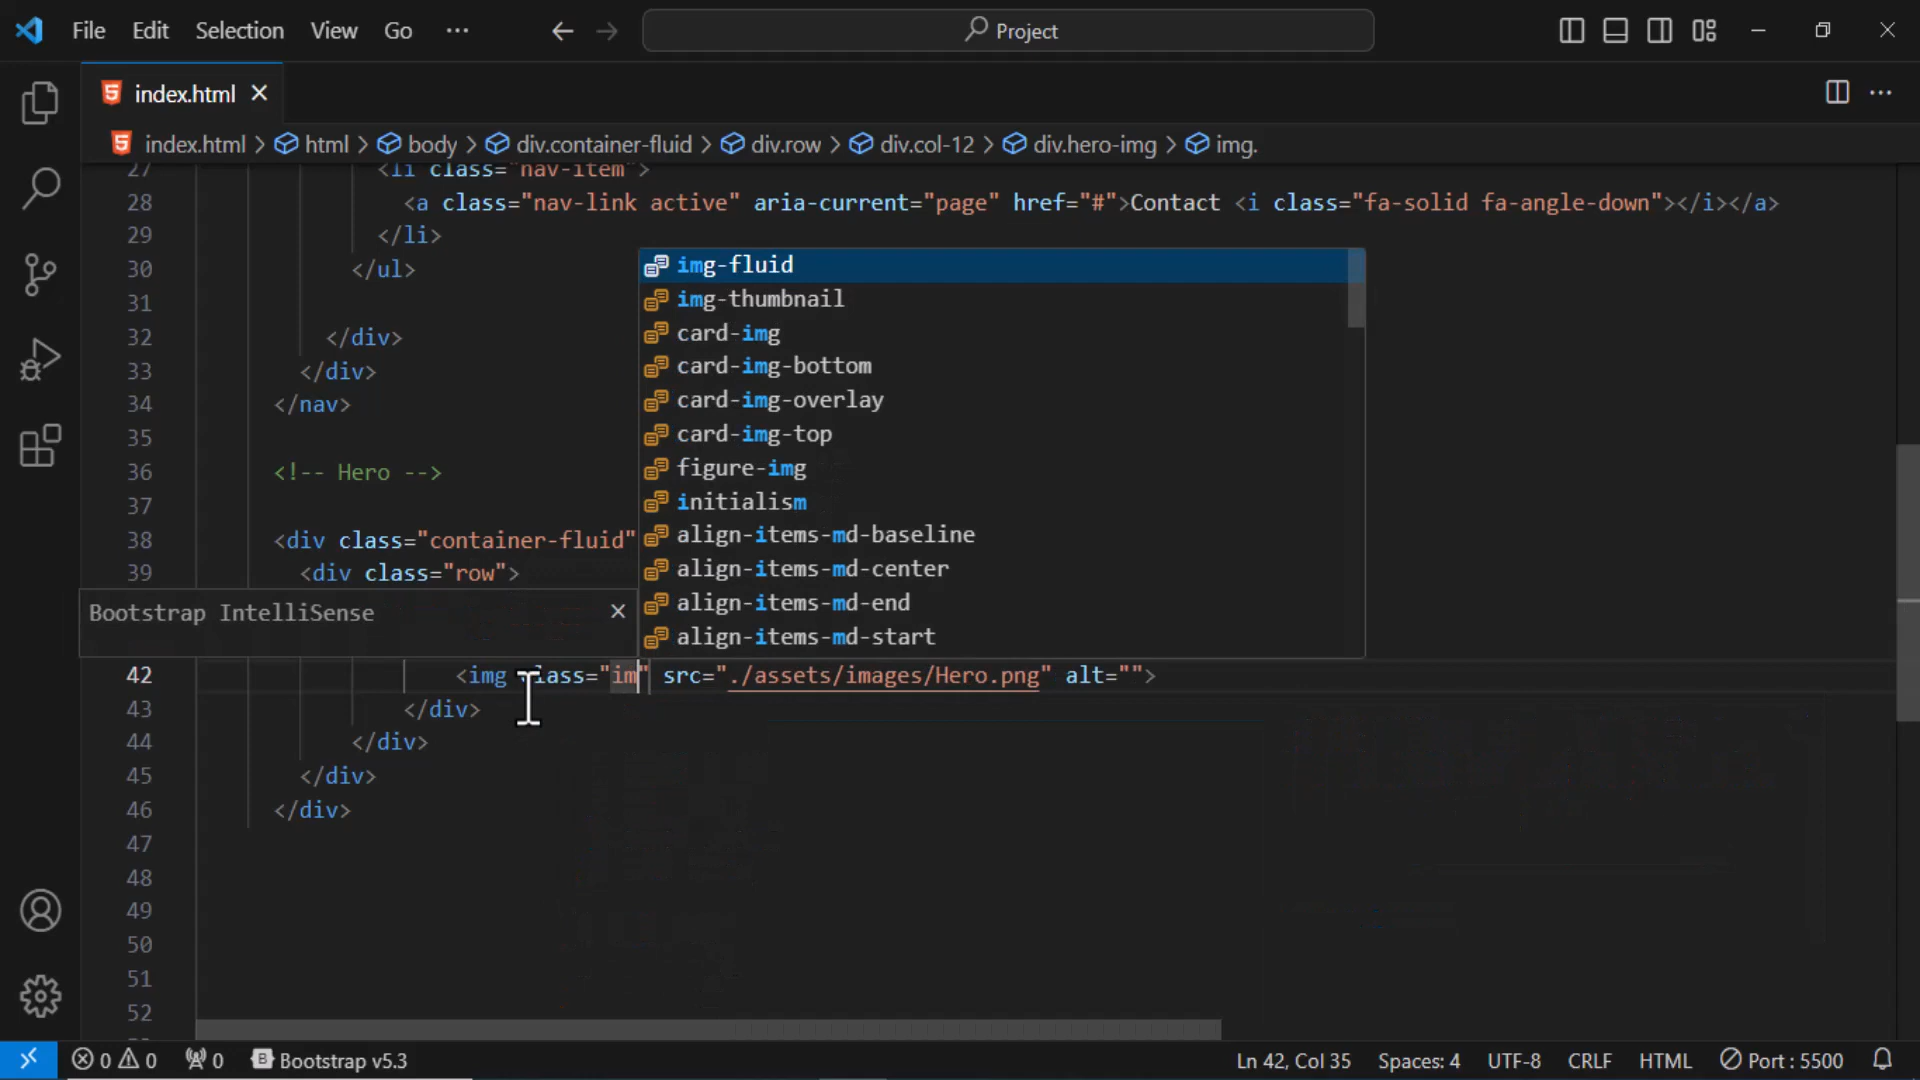 File Edit Selection View Go ··· Project
index.html
index.html > html > body > div.container-fluid > div.row > div.col-12 > div.hero-img > img.
27 <li class="nav-item">
28 <a class="nav-link active" aria-current="page" href="#">Contact <i class="fa-solid fa-angle-down"></i></a>
29 </li>
30 </ul>
31
32 </div>
33 </div>
34 </nav>
35
36 <!-- Hero -->
37
38 <div class="container-fluid"
39 <div class="row">
img-fluid
img-thumbnail
card-img
card-img-bottom
card-img-overlay
card-img-top
figure-img
initialism
align-items-md-baseline
align-items-md-center
align-items-md-end
align-items-md-start
Bootstrap IntelliSense
42 <img class="im" src="./assets/images/Hero.png" alt="">
43 </div>
44 </div>
45 </div>
46 </div>
47
48
49
50
51
52
0 0 0 Bootstrap v5.3 Ln 42, Col 35 Spaces: 4 UTF-8 CRLF HTML Port : 5500